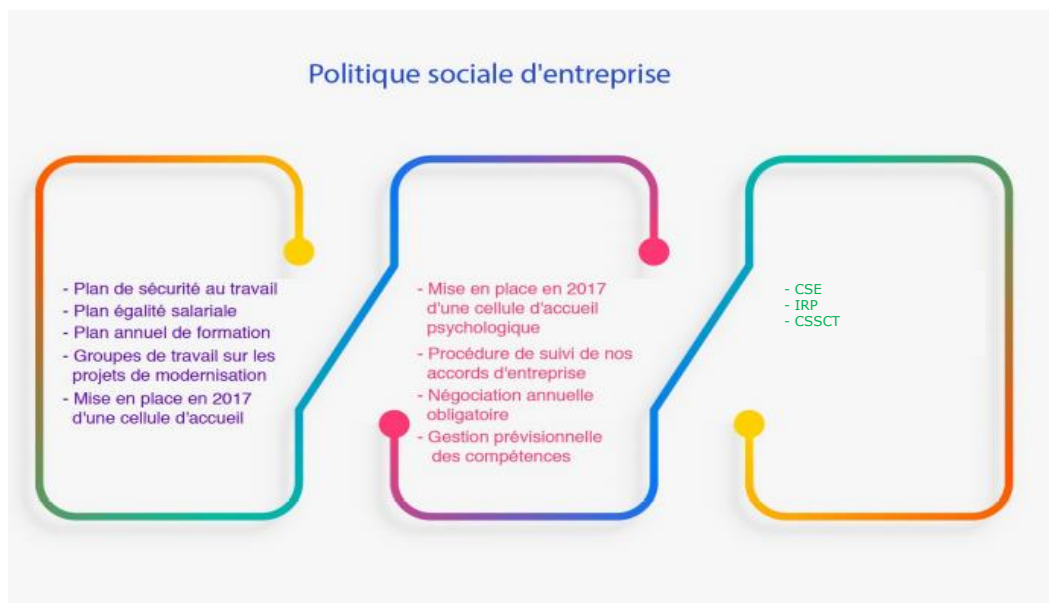 Politique sociale d'entreprise
- Plan de sécurité au travail
- Plan égalité salariale
- Plan annuel de formation
- Groupes de travail sur les
projets de modernisation
- Mise en place en 2017
d'une cellule d'accueil
- Mise en place en 2017
d'une cellule d'accueil
psychologique
- Procédure de suivi de nos
accords d'entreprise
- Négociation annuelle
obligatoire
- Gestion prévisionnelle
des compétences
- CSE
- IRP
- CSSCT